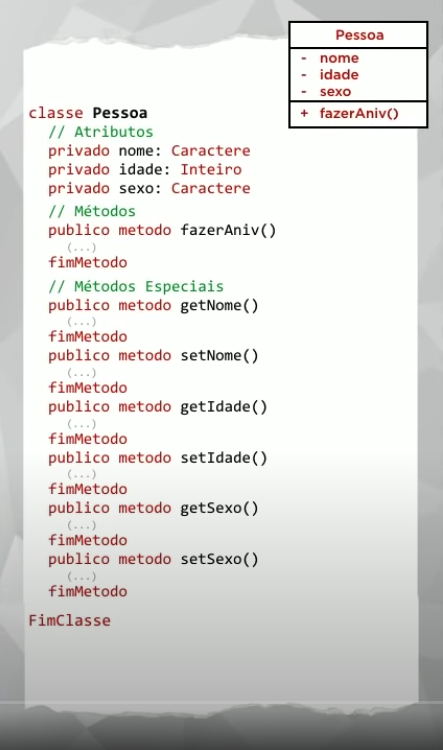 Pessoa
- nome
- idade
- sexo
+ fazerAniv()
classe Pessoa
// Atributos
privado nome: Caractere
privado idade: Inteiro
privado sexo: Caractere
// Métodos
publico metodo fazerAniv()
(...)
fimMetodo
// Métodos Especiais
publico metodo getNome()
(...)
fimMetodo
publico metodo setNome()
(...)
fimMetodo
publico metodo getIdade()
(...)
fimMetodo
publico metodo setIdade()
(...)
fimMetodo
publico metodo getSexo()
(...)
fimMetodo
publico metodo setSexo()
(...)
fimMetodo
FimClasse